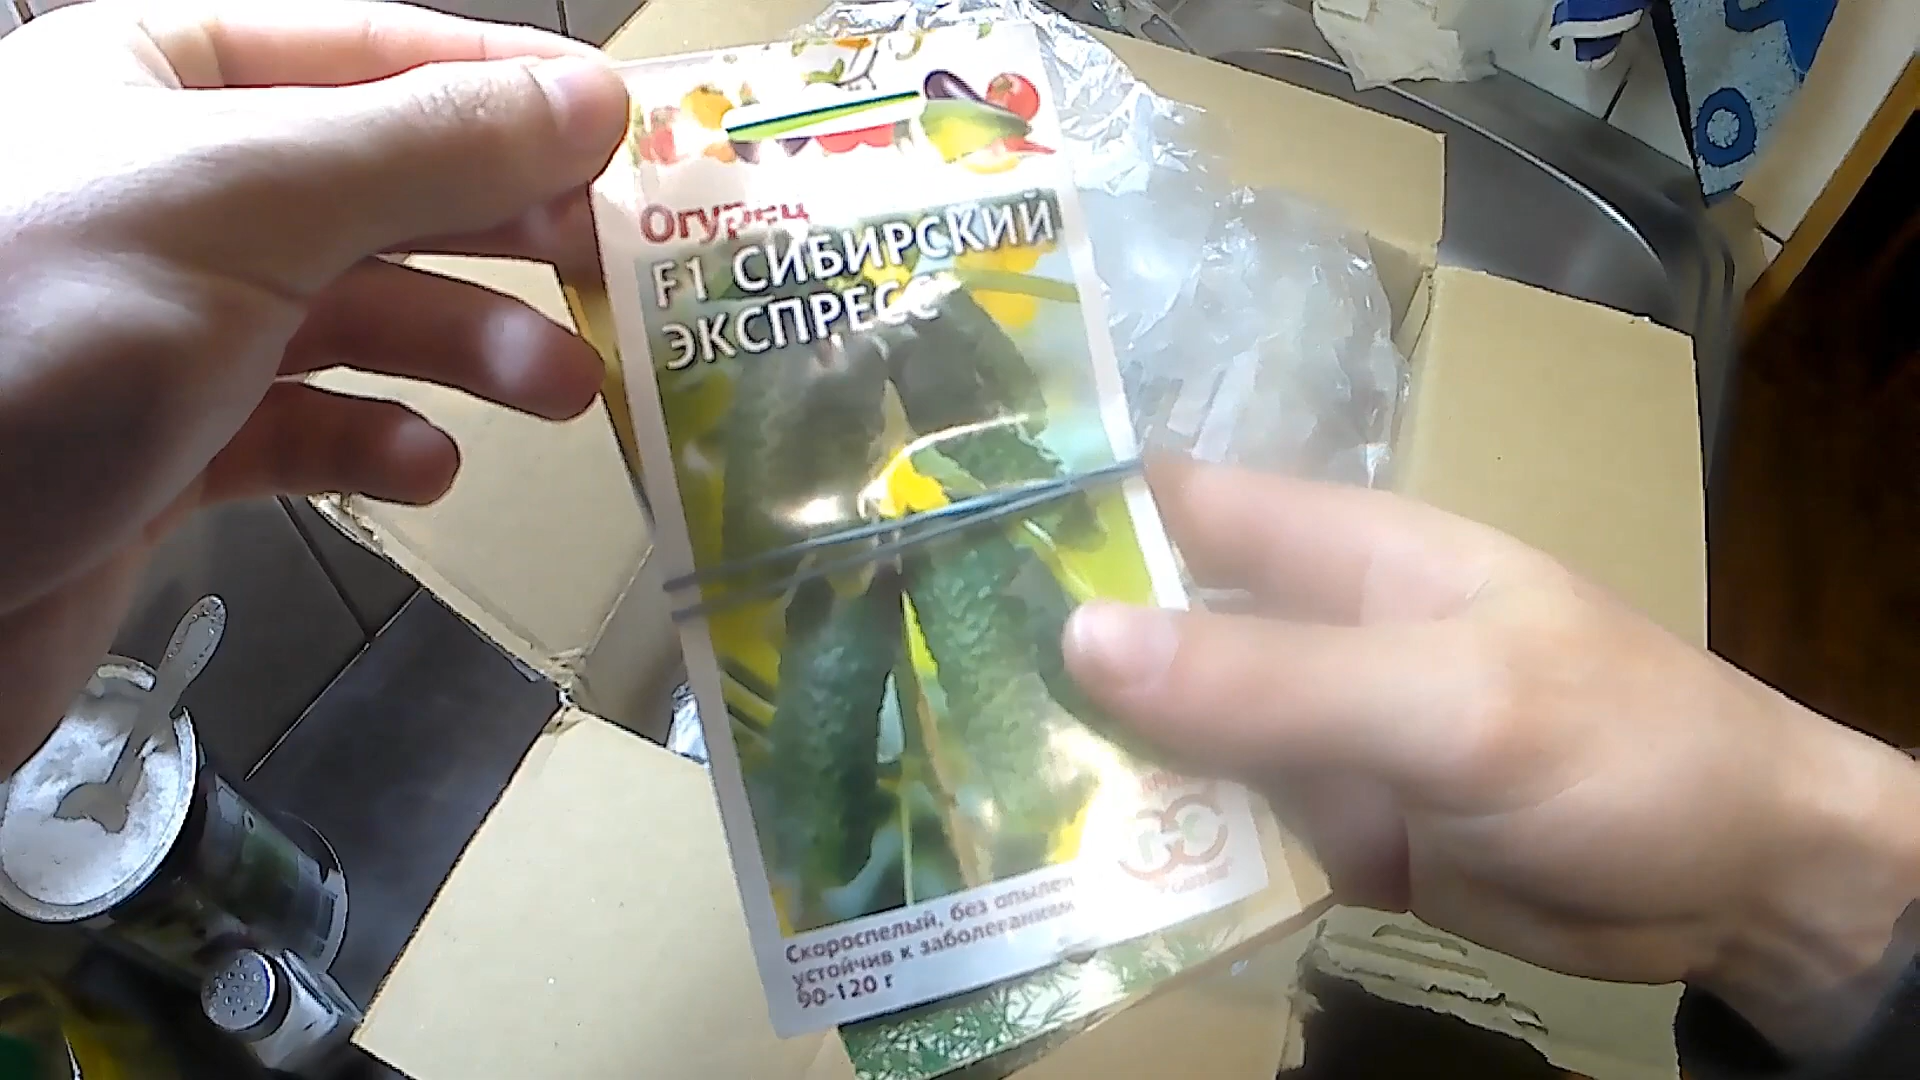 Огурец
F1 СИБИРСКИЙ
ЭКСПРЕСС
Скороспелый, без опылен
устойчив к заболеваниям
90-120 г